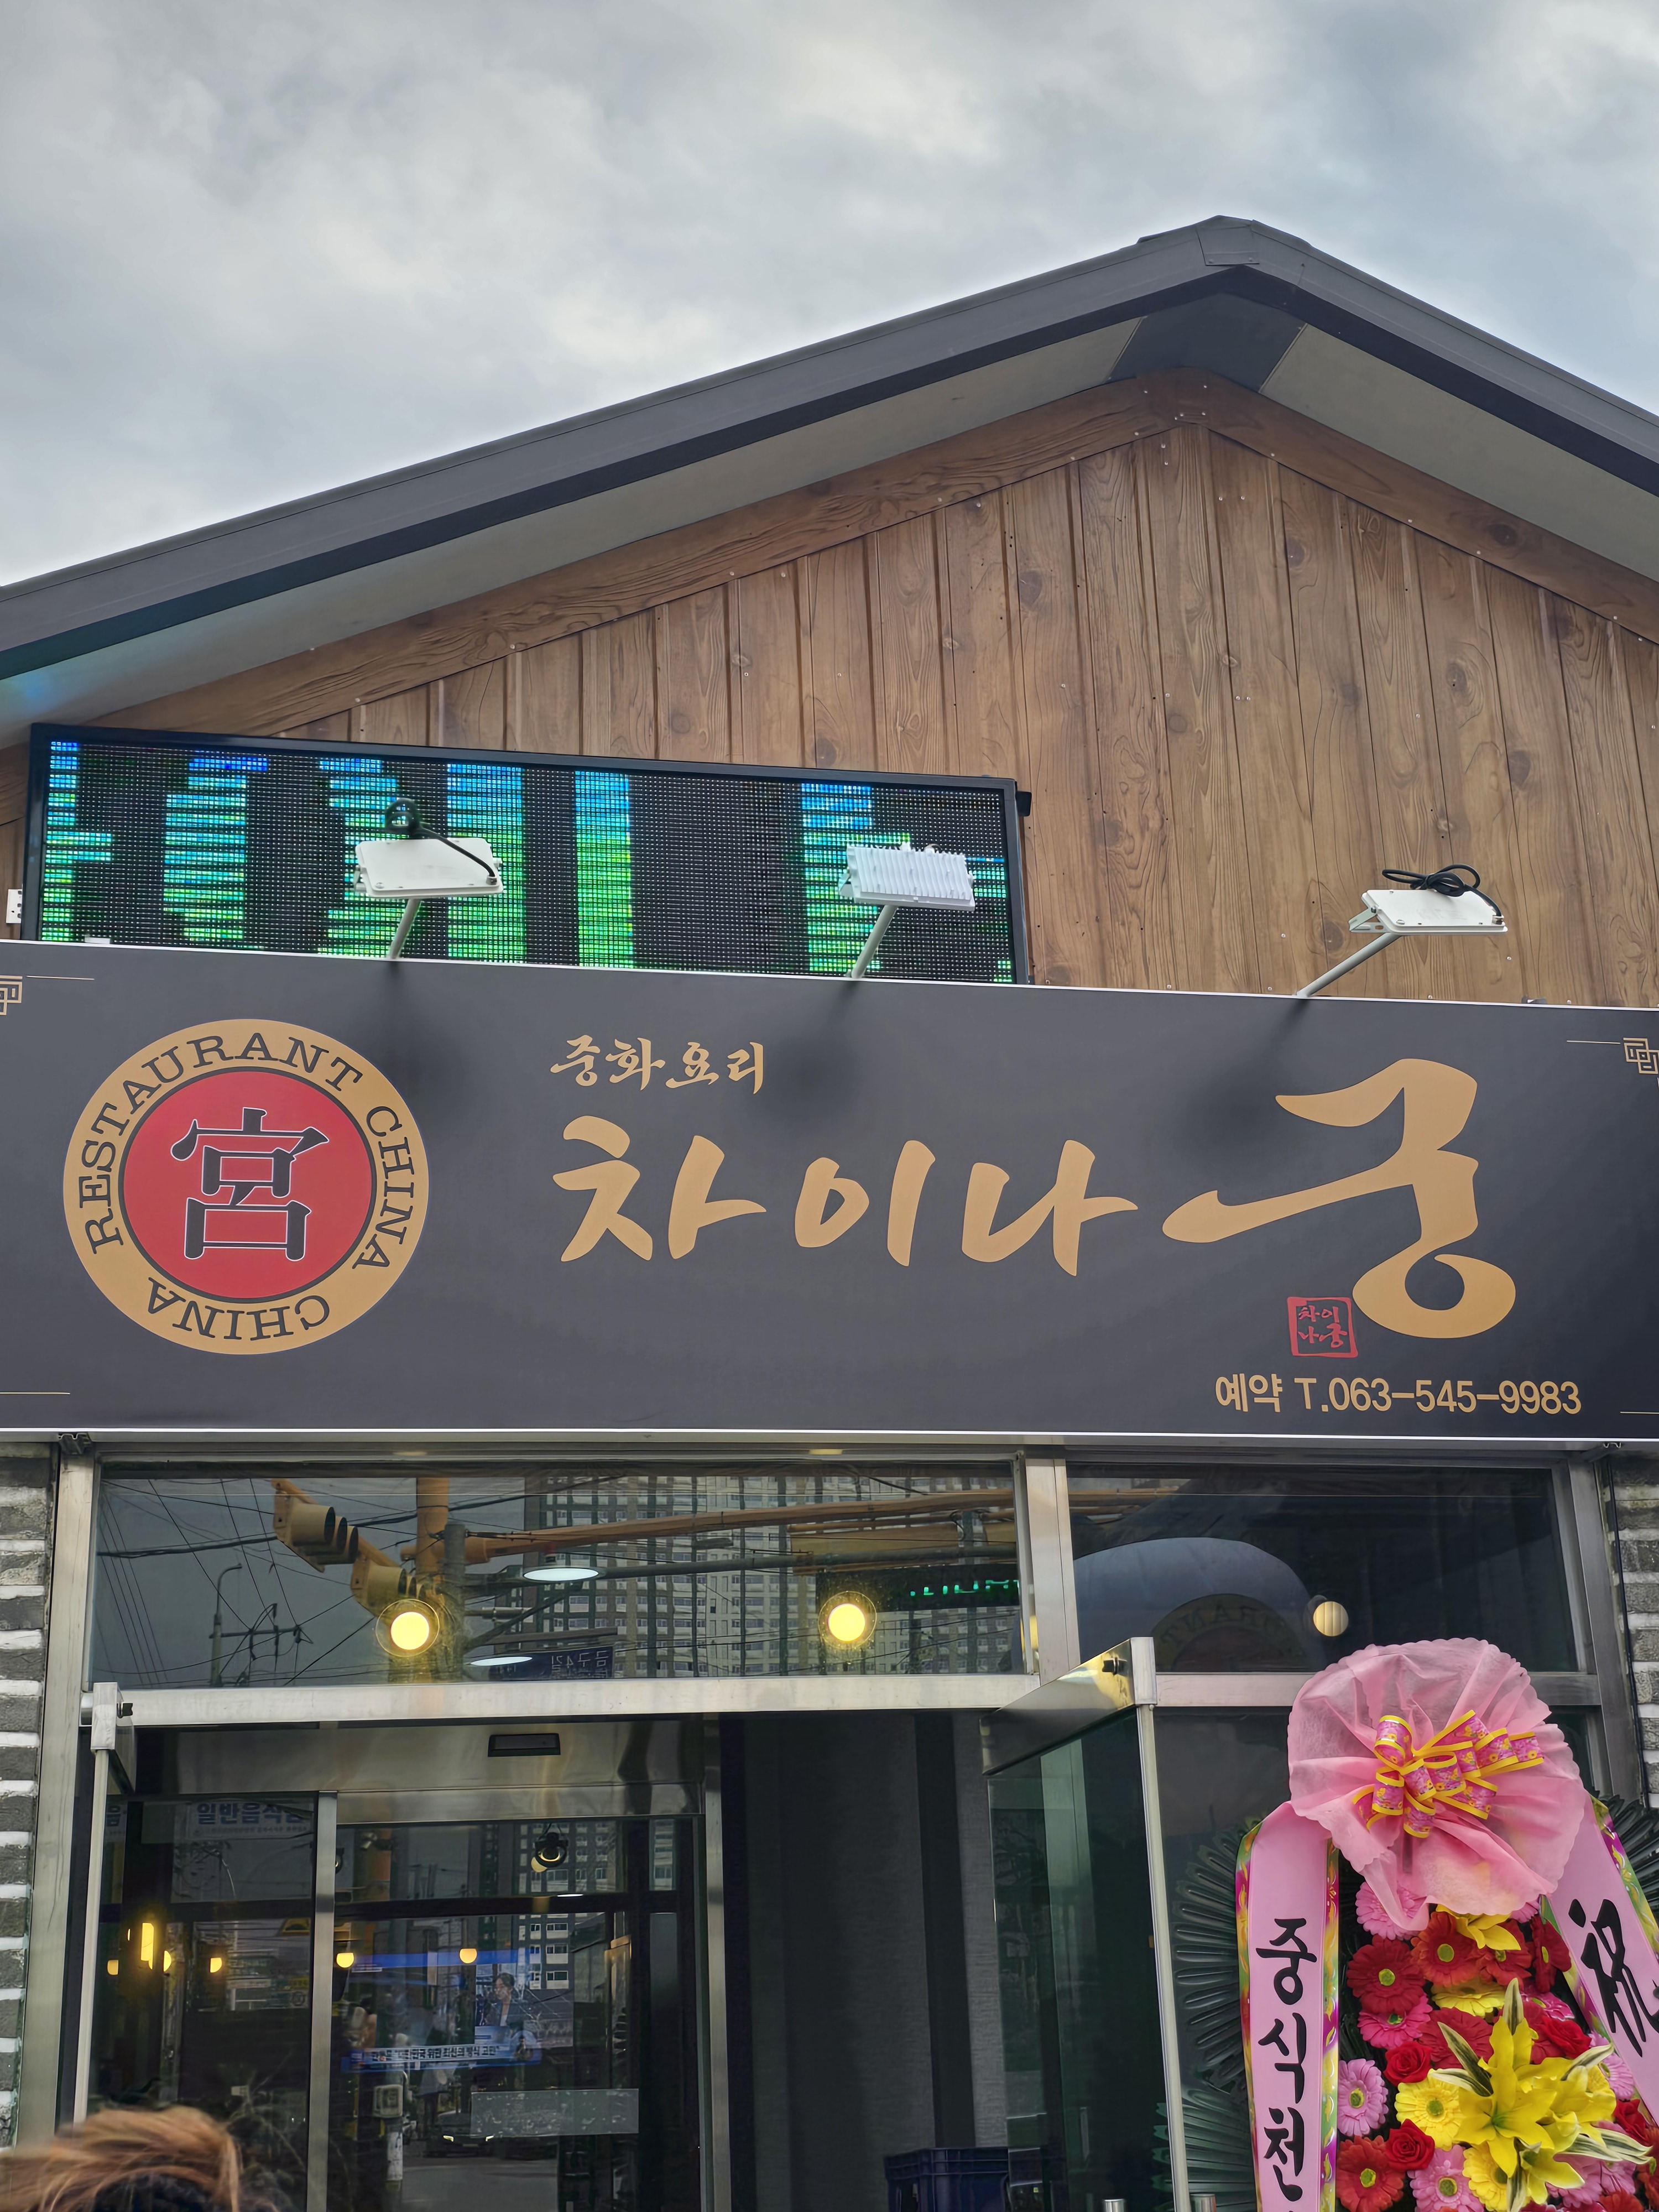 RESTAURANT CHINA
宮
CHINA
중화요리
차이나궁
차이
나궁
예약 T.063-545-9983
일반음식
중식천
祝